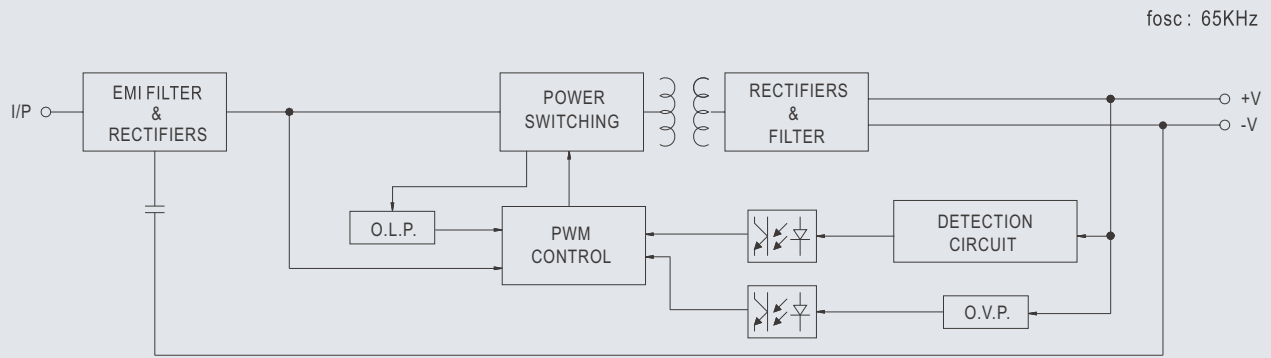 fosc : 65KHz
I/P
EMI FILTER
&
RECTIFIERS
POWER
SWITCHING
RECTIFIERS
&
FILTER
+V
-V
O.L.P.
PWM
CONTROL
DETECTION
CIRCUIT
O.V.P.